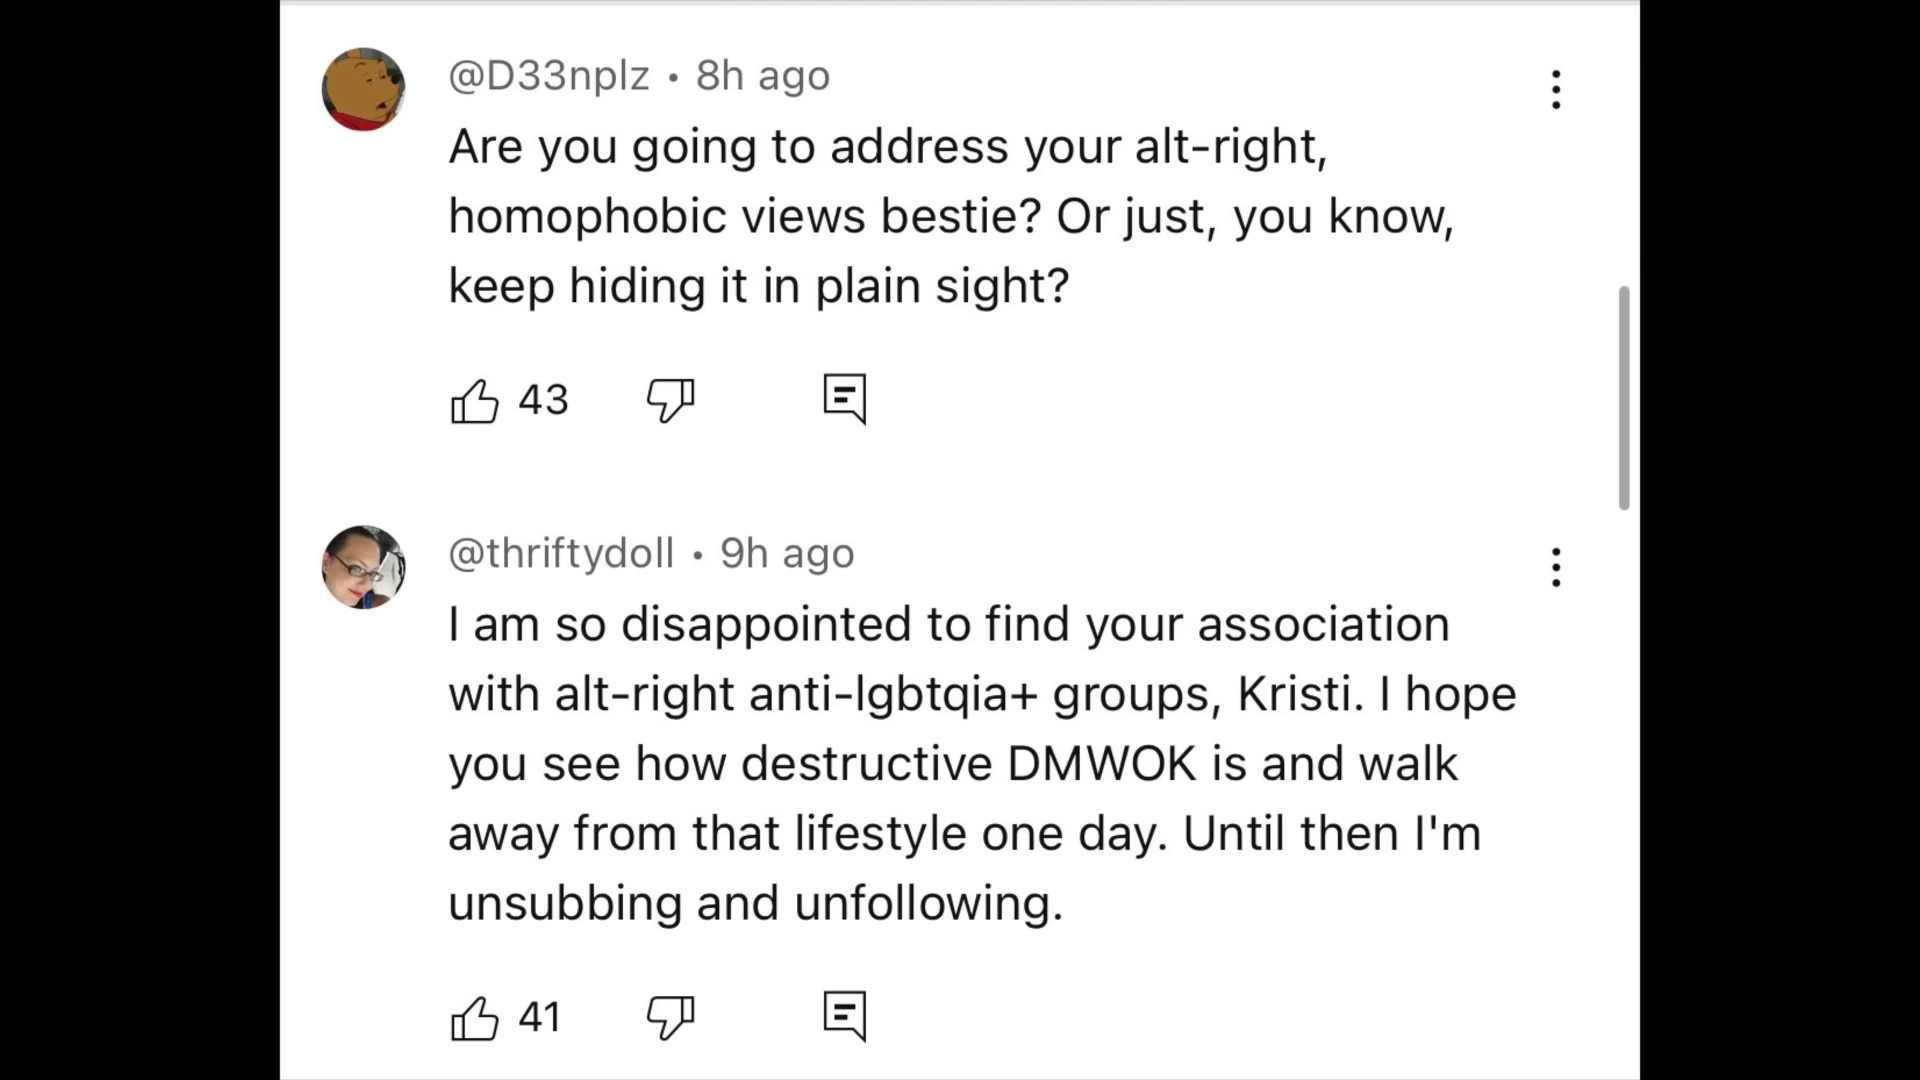 @D33nplz • 8h ago
Are you going to address your alt-right,
homophobic views bestie? Or just, you know,
keep hiding it in plain sight?
43
@thriftydoll • 9h ago
I am so disappointed to find your association
with alt-right anti-lgbtqia+ groups, Kristi. I hope
you see how destructive DMWOK is and walk
away from that lifestyle one day. Until then I'm
unsubbing and unfollowing.
41